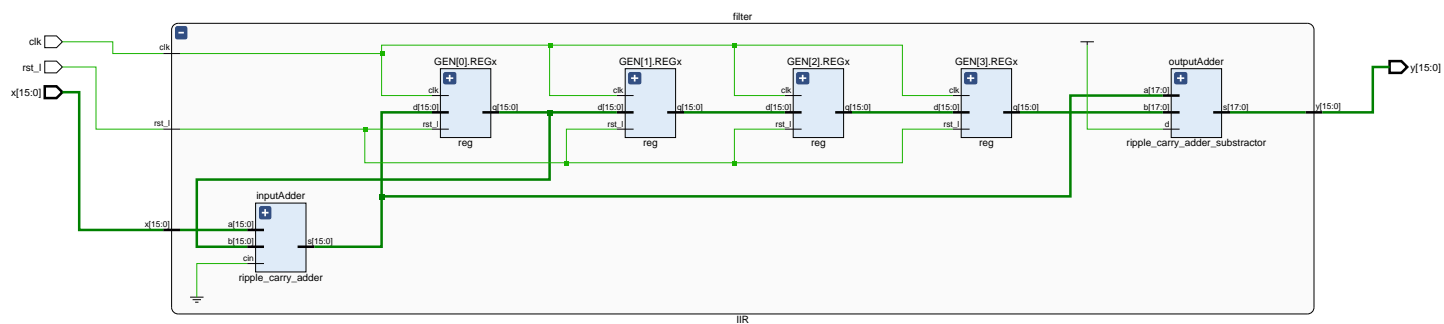 filter
clk
clk
rst_l
x[15:0]
rst_l
GEN[0].REGx
clk
d[15:0]
q[15:0]
rst_l
reg
GEN[1].REGx
clk
d[15:0]
q[15:0]
rst_l
reg
GEN[2].REGx
clk
d[15:0]
q[15:0]
rst_l
reg
GEN[3].REGx
clk
d[15:0]
q[15:0]
rst_l
reg
outputAdder
a[17:0]
b[17:0]
s[17:0]
d
ripple_carry_adder_substractor
y[15:0]
y[15:0]
inputAdder
x[15:0]
a[15:0]
b[15:0]
s[15:0]
cin
ripple_carry_adder
IIR